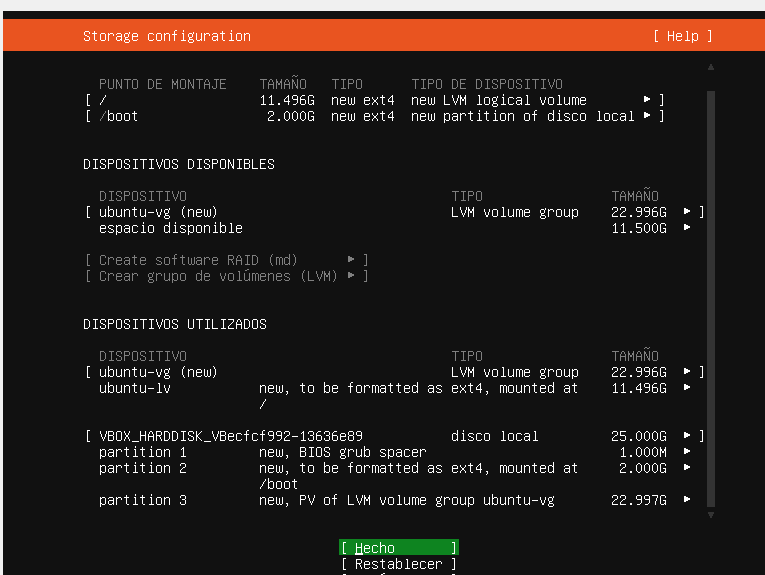 Storage configuration [ Help ]
PUNTO DE MONTAJE TAMAÑO TIPO TIPO DE DISPOSITIVO
[ / 11.496G new ext4 new LVM logical volume ▸ ]
[ /boot 2.000G new ext4 new partition of disco local ▸ ]
DISPOSITIVOS DISPONIBLES
DISPOSITIVO TIPO TAMAÑO
[ ubuntu-vg (new) LVM volume group 22.996G ▸ ]
espacio disponible 11.500G ▸
[ Create software RAID (md) ▸ ]
[ Crear grupo de volúmenes (LVM) ▸ ]
DISPOSITIVOS UTILIZADOS
DISPOSITIVO TIPO TAMAÑO
[ ubuntu-vg (new) LVM volume group 22.996G ▸ ]
ubuntu-lv new, to be formatted as ext4, mounted at 11.496G ▸
/
[ VBOX_HARDDISK_VBecfcf992-13636e89 disco local 25.000G ▸ ]
partition 1 new, BIOS grub spacer 1.000M ▸
partition 2 new, to be formatted as ext4, mounted at 2.000G ▸
/boot
partition 3 new, PV of LVM volume group ubuntu-vg 22.997G ▸
[ Hecho ]
[ Restablecer ]